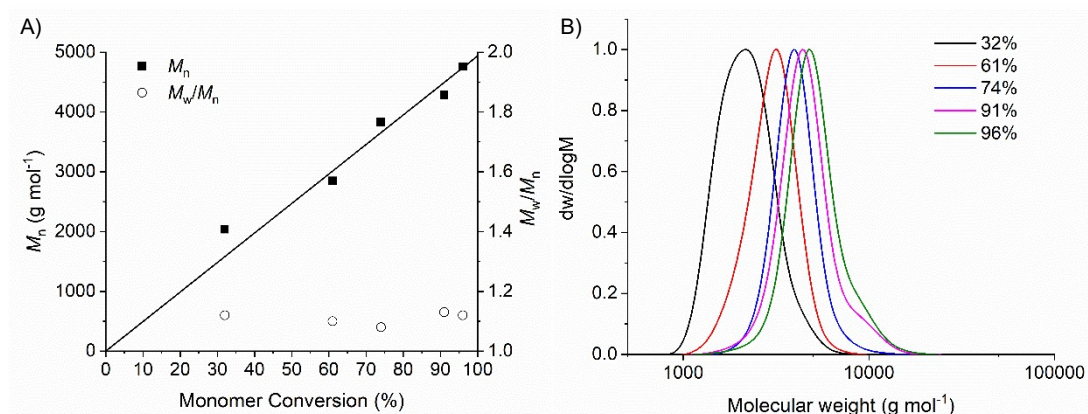 A)
5000
4000
3000
2000
1000
0
Mₙ (g mol⁻¹)
■ Mₙ
○ M_w/Mₙ
2.0
1.8
1.6
1.4
1.2
1.0
M_w/Mₙ
0 10 20 30 40 50 60 70 80 90 100
Monomer Conversion (%)
B)
1.0
0.8
0.6
0.4
0.2
0.0
dw/dlogM
32%
61%
74%
91%
96%
1000 10000 100000
Molecular weight (g mol⁻¹)